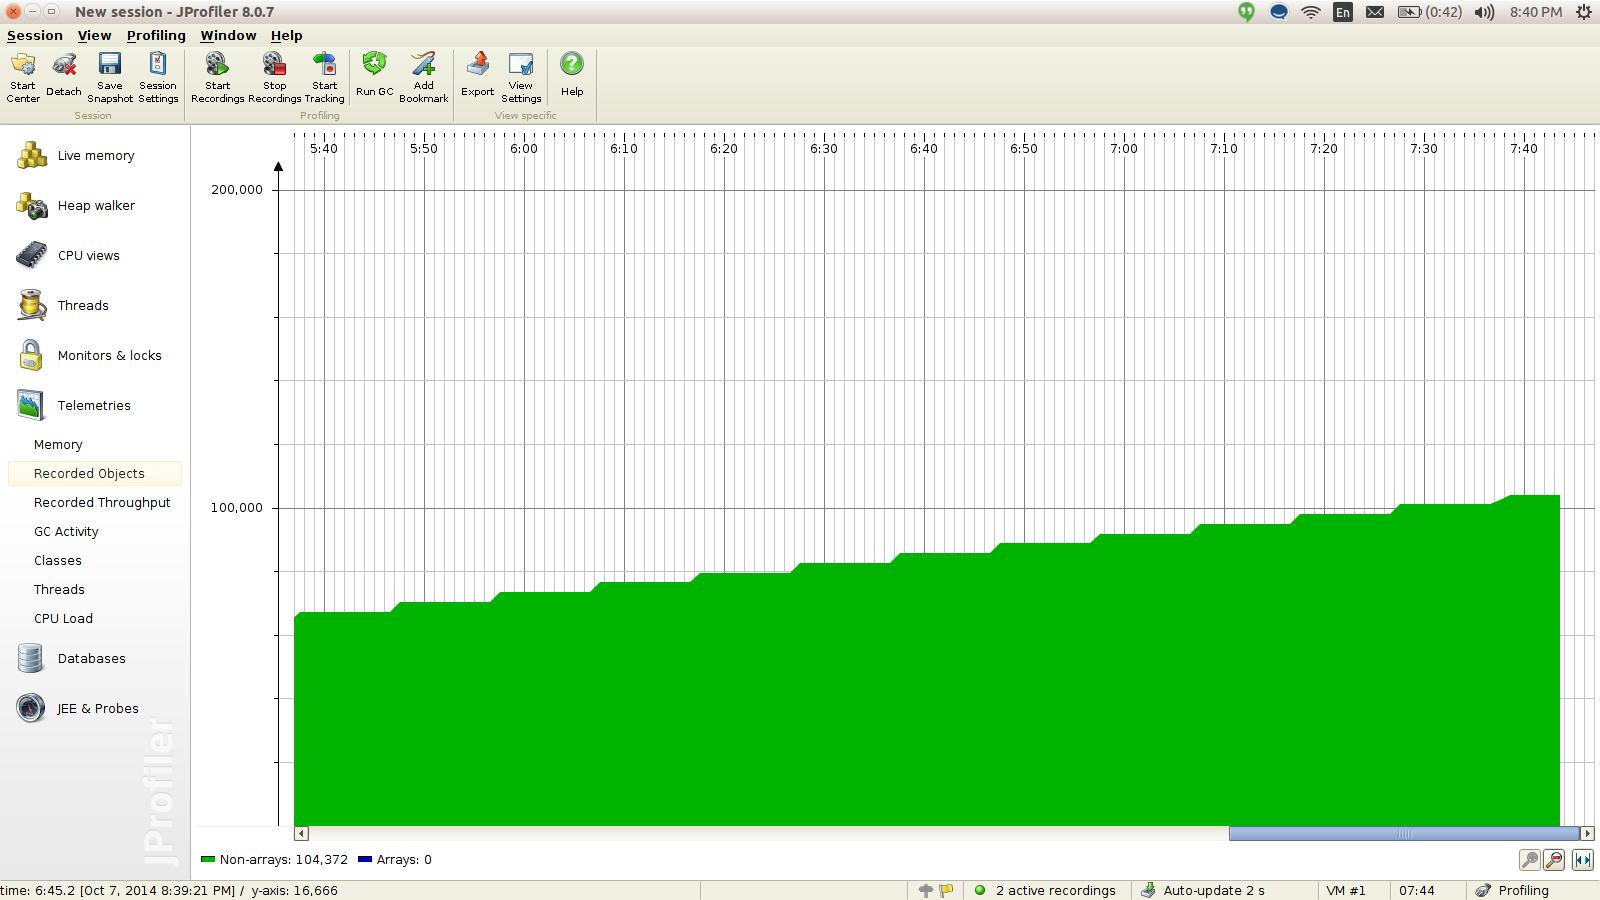 New session - JProfiler 8.0.7
En
(0:42)
8:40 PM
Session View Profiling Window Help
Start Center
Detach
Save Snapshot
Session Settings
Start Recordings
Stop Recordings
Start Tracking
Run GC
Add Bookmark
Export
View Settings
Help
Session
Profiling
View specific
Live memory
Heap walker
CPU views
Threads
Monitors & locks
Telemetries
Memory
Recorded Objects
Recorded Throughput
GC Activity
Classes
Threads
CPU Load
Databases
JEE & Probes
JProfiler
5:40 5:50 6:00 6:10 6:20 6:30 6:40 6:50 7:00 7:10 7:20 7:30 7:40
200,000
100,000
Non-arrays: 104,372 Arrays: 0
time: 6:45.2 [Oct 7, 2014 8:39:21 PM] / y-axis: 16,666
2 active recordings
Auto-update 2 s
VM #1
07:44
Profiling